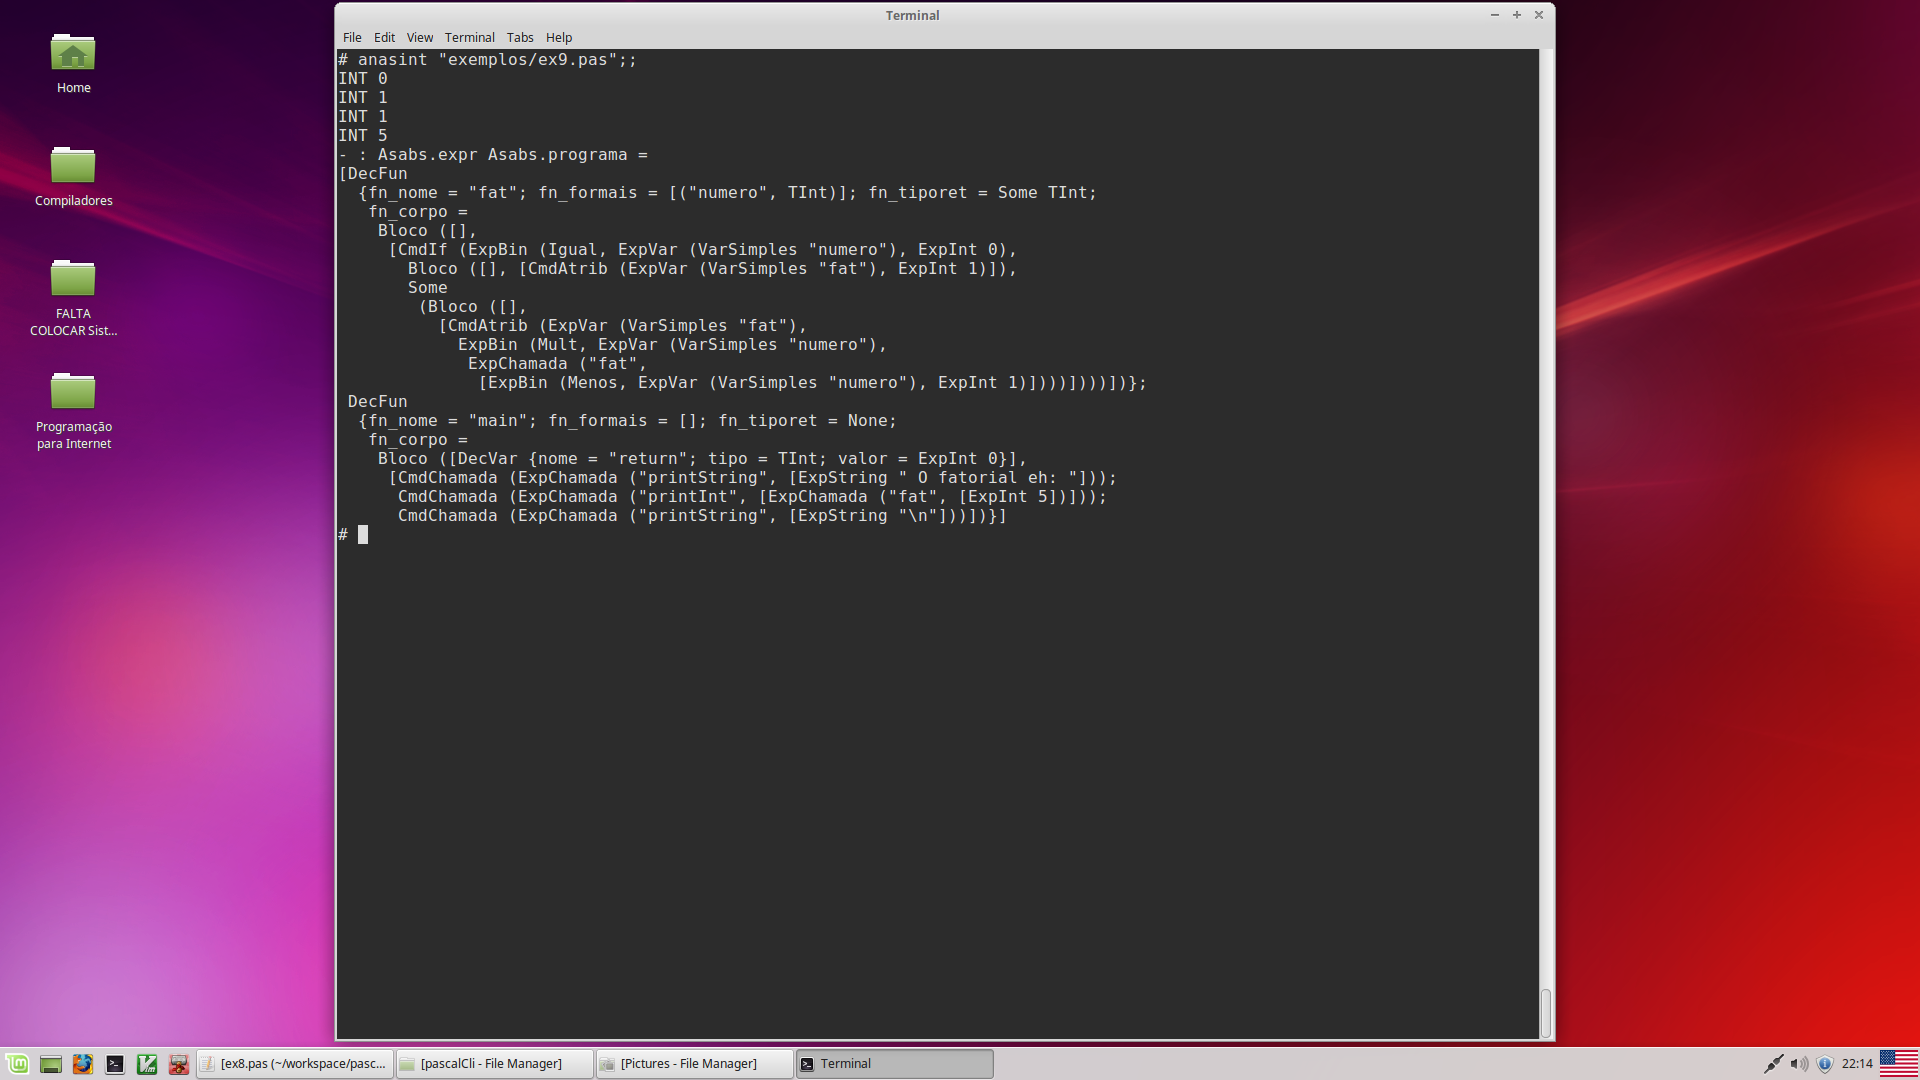 Terminal
File Edit View Terminal Tabs Help
# anasint "exemplos/ex9.pas";;
INT 0
INT 1
INT 1
INT 5
- : Asabs.expr Asabs.programa =
[DecFun
  {fn_nome = "fat"; fn_formais = [("numero", TInt)]; fn_tiporet = Some TInt;
   fn_corpo =
    Bloco ([],
     [CmdIf (ExpBin (Igual, ExpVar (VarSimples "numero"), ExpInt 0),
       Bloco ([], [CmdAtrib (ExpVar (VarSimples "fat"), ExpInt 1)]),
       Some
        (Bloco ([],
          [CmdAtrib (ExpVar (VarSimples "fat"),
            ExpBin (Mult, ExpVar (VarSimples "numero"),
             ExpChamada ("fat",
              [ExpBin (Menos, ExpVar (VarSimples "numero"), ExpInt 1)])))])))])};
 DecFun
  {fn_nome = "main"; fn_formais = []; fn_tiporet = None;
   fn_corpo =
    Bloco ([DecVar {nome = "return"; tipo = TInt; valor = ExpInt 0}],
     [CmdChamada (ExpChamada ("printString", [ExpString " O fatorial eh: "]));
      CmdChamada (ExpChamada ("printInt", [ExpChamada ("fat", [ExpInt 5])]));
      CmdChamada (ExpChamada ("printString", [ExpString "\n"]))])}]
#
Home
Compiladores
FALTA
COLOCAR Sist...
Programação
para Internet
[ex8.pas (~/workspace/pasc...
[pascalCli - File Manager]
[Pictures - File Manager]
Terminal
22:14